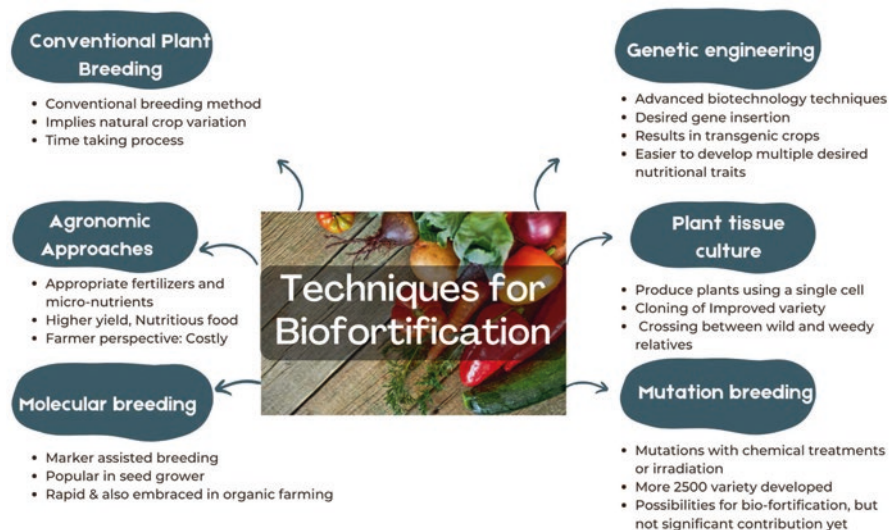 Conventional Plant
Breeding
• Conventional breeding method
• Implies natural crop variation
• Time taking process
Agronomic
Approaches
• Appropriate fertilizers and
micro-nutrients
• Higher yield, Nutritious food
• Farmer perspective: Costly
Molecular breeding
• Marker assisted breeding
• Popular in seed grower
• Rapid & also embraced in organic farming
Techniques for
Biofortification
Genetic engineering
• Advanced biotechnology techniques
• Desired gene insertion
• Results in transgenic crops
• Easier to develop multiple desired
nutritional traits
Plant tissue
culture
• Produce plants using a single cell
• Cloning of Improved variety
• Crossing between wild and weedy
relatives
Mutation breeding
• Mutations with chemical treatments
or irradiation
• More 2500 variety developed
• Possibilities for bio-fortification, but
not significant contribution yet